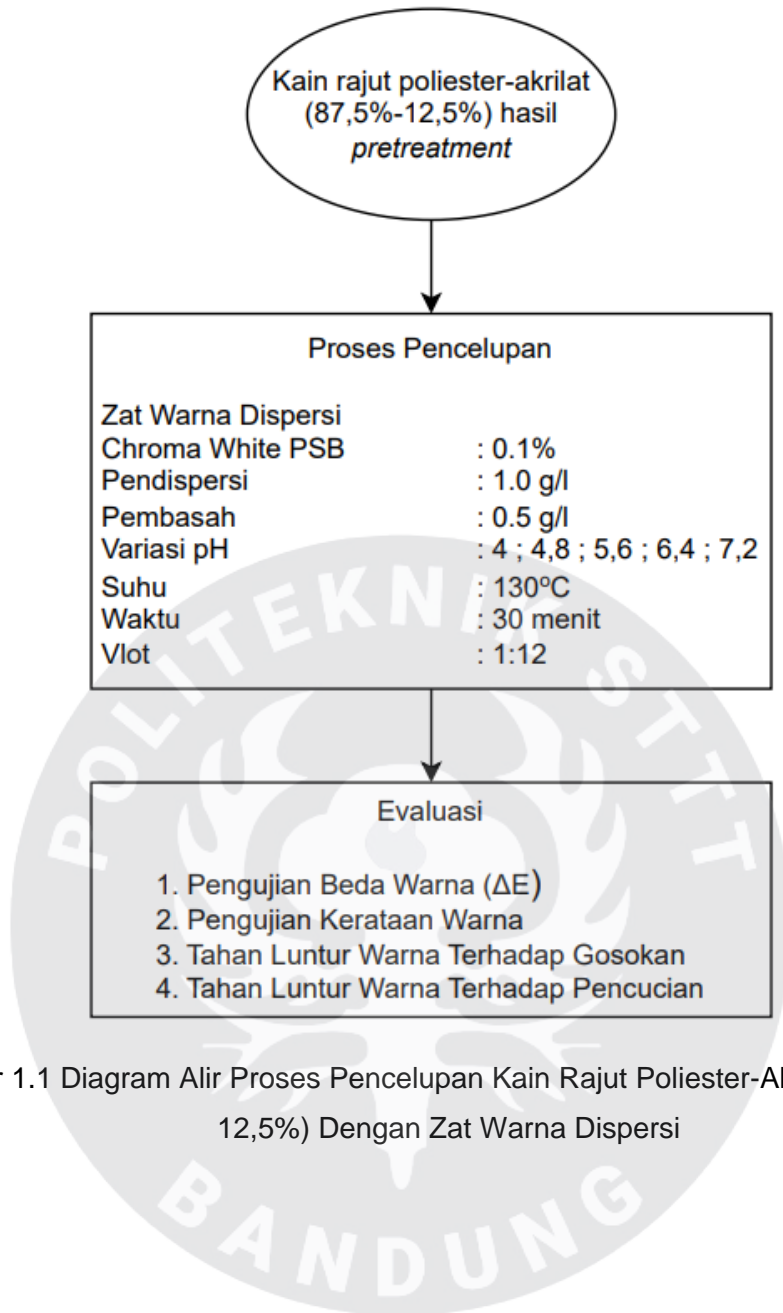 Kain rajut poliester-akrilat
(87,5%-12,5%) hasil
pretreatment
Proses Pencelupan
Zat Warna Dispersi
Chroma White PSB : 0.1%
Pendispersi : 1.0 g/l
Pembasah : 0.5 g/l
Variasi pH : 4 ; 4,8 ; 5,6 ; 6,4 ; 7,2
Suhu : 130°C
Waktu : 30 menit
Vlot : 1:12
Evaluasi
1. Pengujian Beda Warna (ΔE)
2. Pengujian Kerataan Warna
3. Tahan Luntur Warna Terhadap Gosokan
4. Tahan Luntur Warna Terhadap Pencucian
1.1 Diagram Alir Proses Pencelupan Kain Rajut
12,5%) Dengan Zat Warna Dispersi
POLITEKNIK STTT
BANDUNG